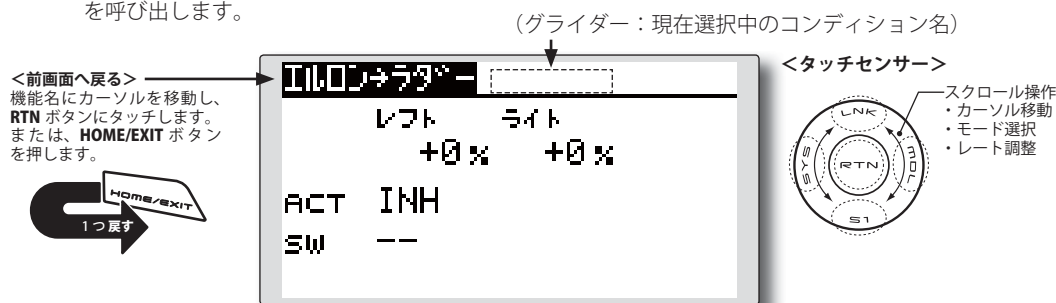 を呼び出します。
（グライダー：現在選択中のコンディション名）
＜前画面へ戻る＞
機能名にカーソルを移動し、
RTN ボタンにタッチします。
または、HOME/EXIT ボタン
を押します。
HOME/EXIT
1つ戻す
エルロン→ラダー
レフト ライト
+0% +0%
ACT INH
SW --
＜タッチセンサー＞
スクロール操作
・カーソル移動
・モード選択
・レート調整
LNK
SYS
RTN
MDL
S1